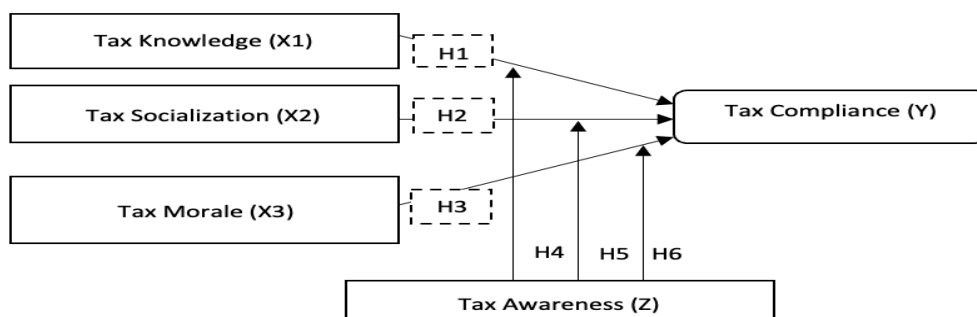 Tax Knowledge (X1)
H1
Tax Socialization (X2)
H2
Tax Compliance (Y)
Tax Morale (X3)
H3
H4
H5
H6
Tax Awareness (Z)